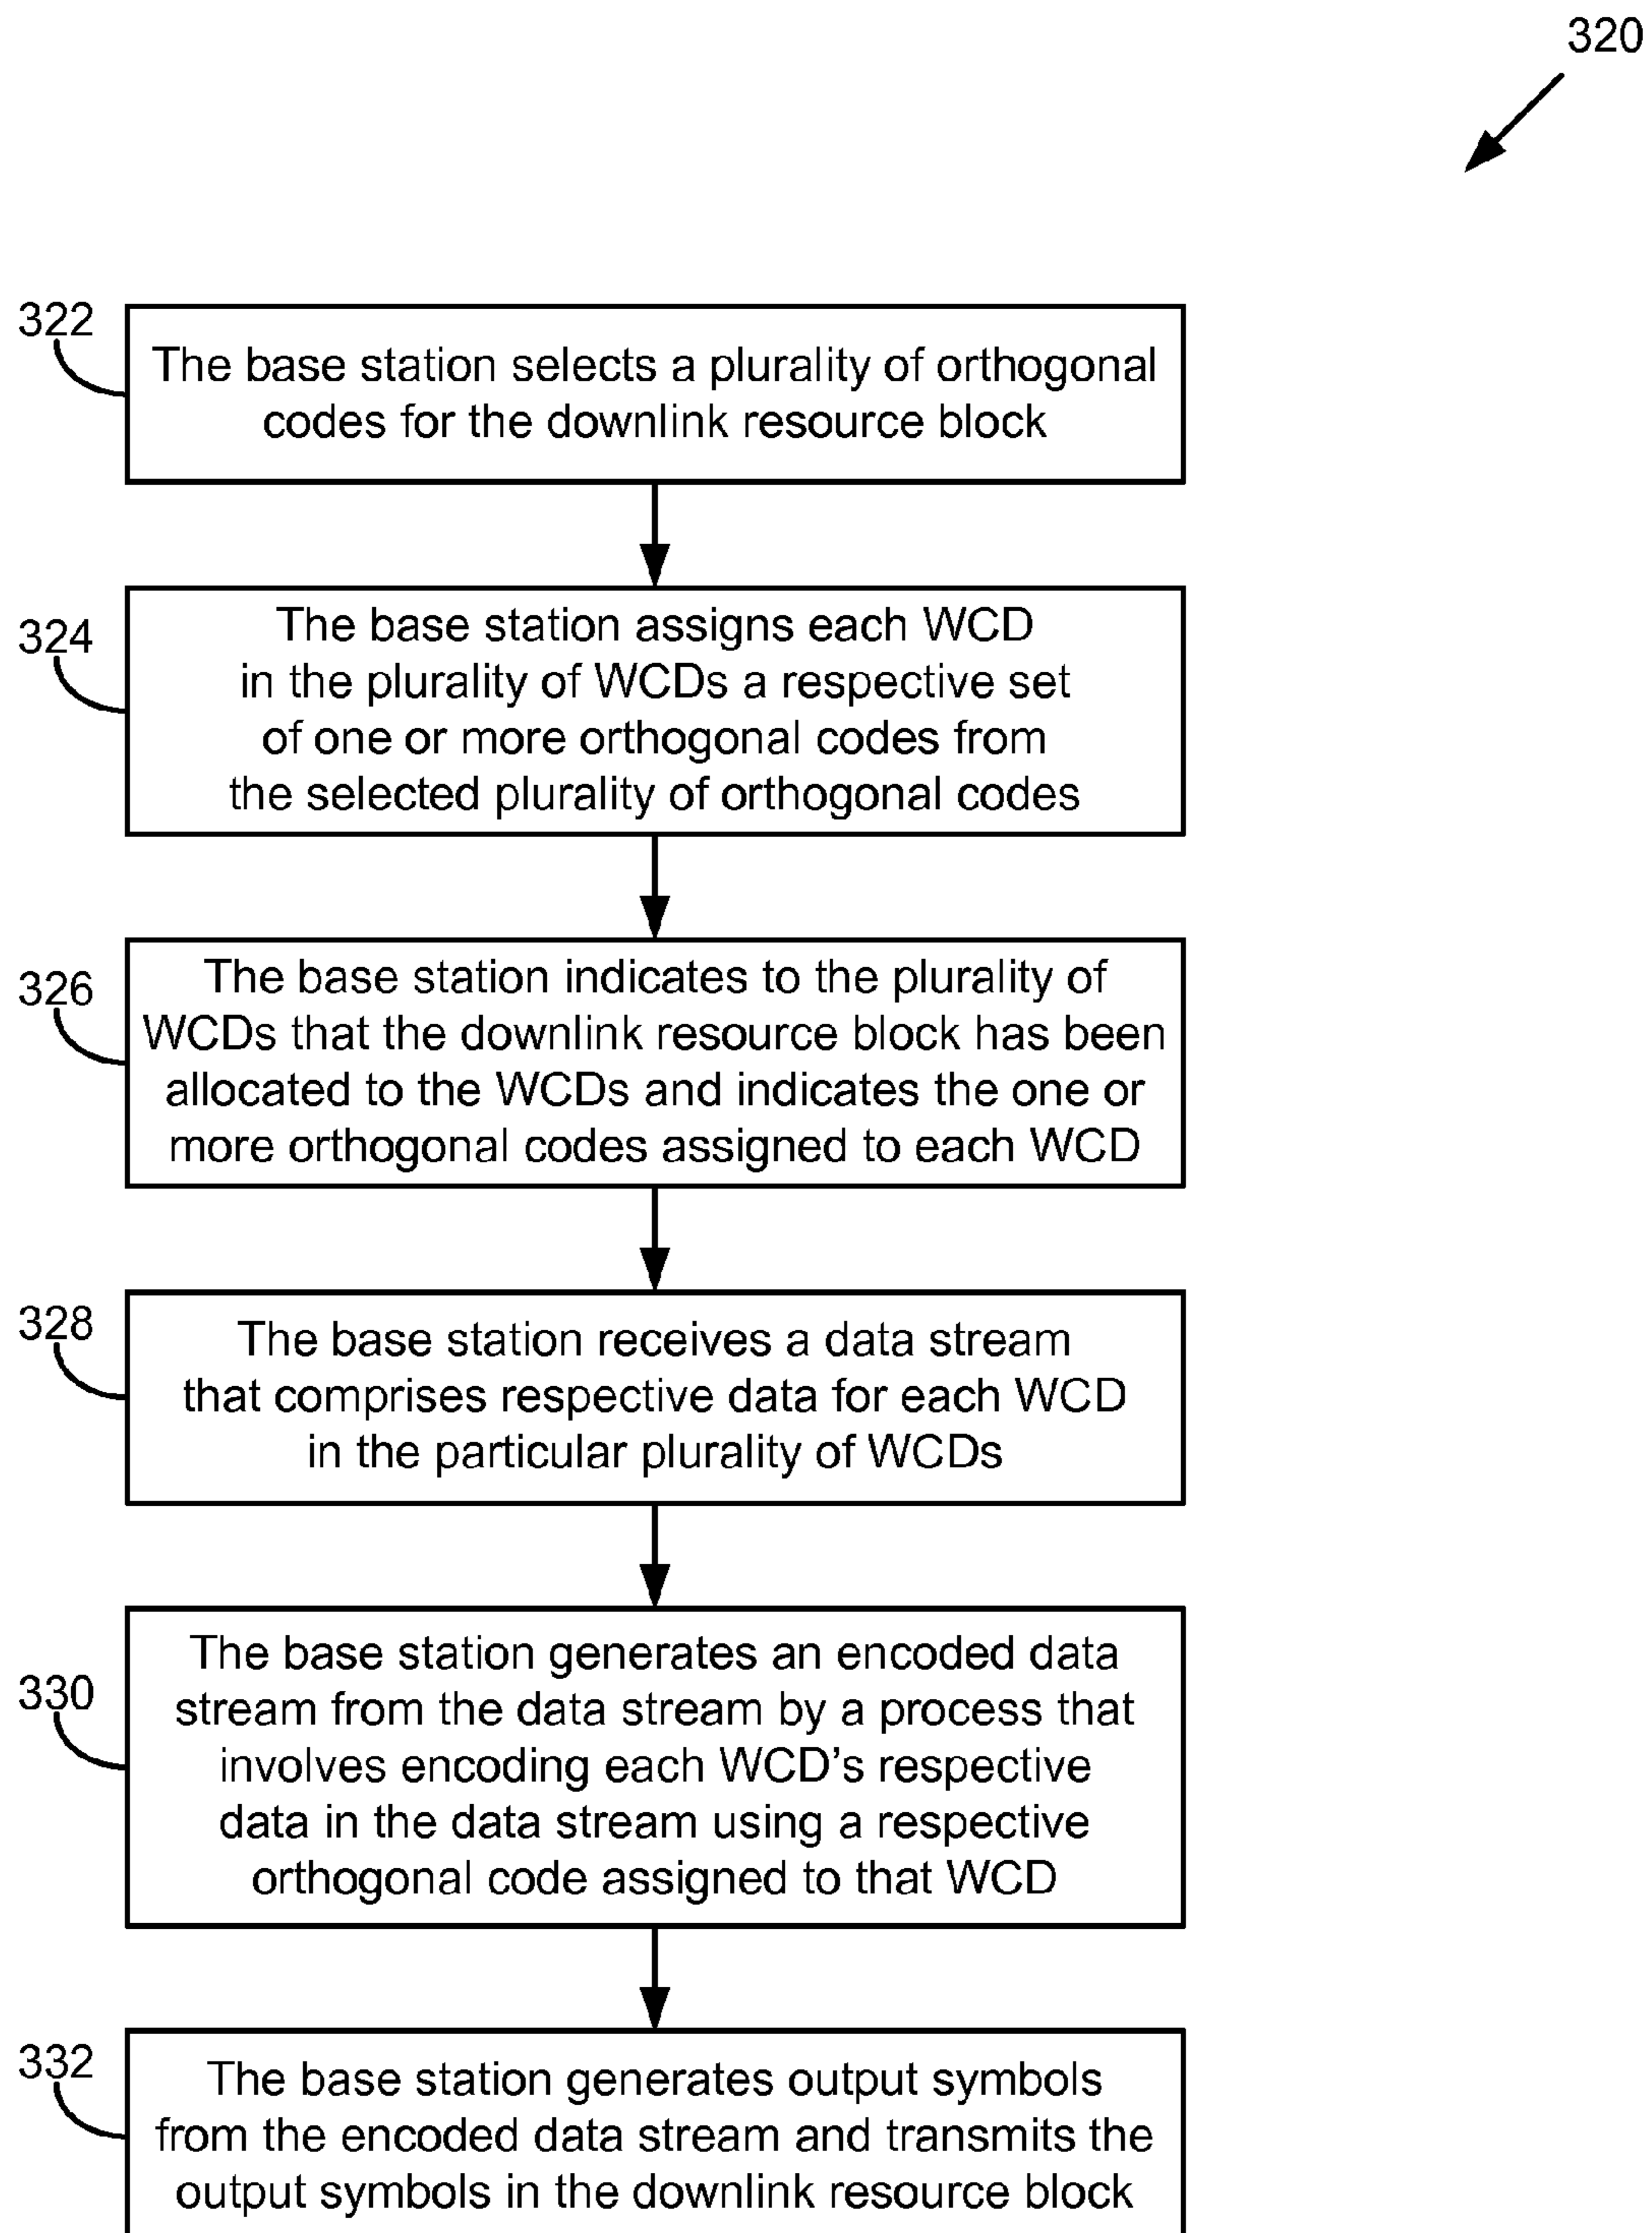 320
322
The base station selects a plurality of orthogonal
codes for the downlink resource block
324
The base station assigns each WCD
in the plurality of WCDs a respective set
of one or more orthogonal codes from
the selected plurality of orthogonal codes
326
The base station indicates to the plurality of
WCDs that the downlink resource block has been
allocated to the WCDs and indicates the one or
more orthogonal codes assigned to each WCD
328
The base station receives a data stream
that comprises respective data for each WCD
in the particular plurality of WCDs
330
The base station generates an encoded data
stream from the data stream by a process that
involves encoding each WCD’s respective
data in the data stream using a respective
orthogonal code assigned to that WCD
332
The base station generates output symbols
from the encoded data stream and transmits the
output symbols in the downlink resource block